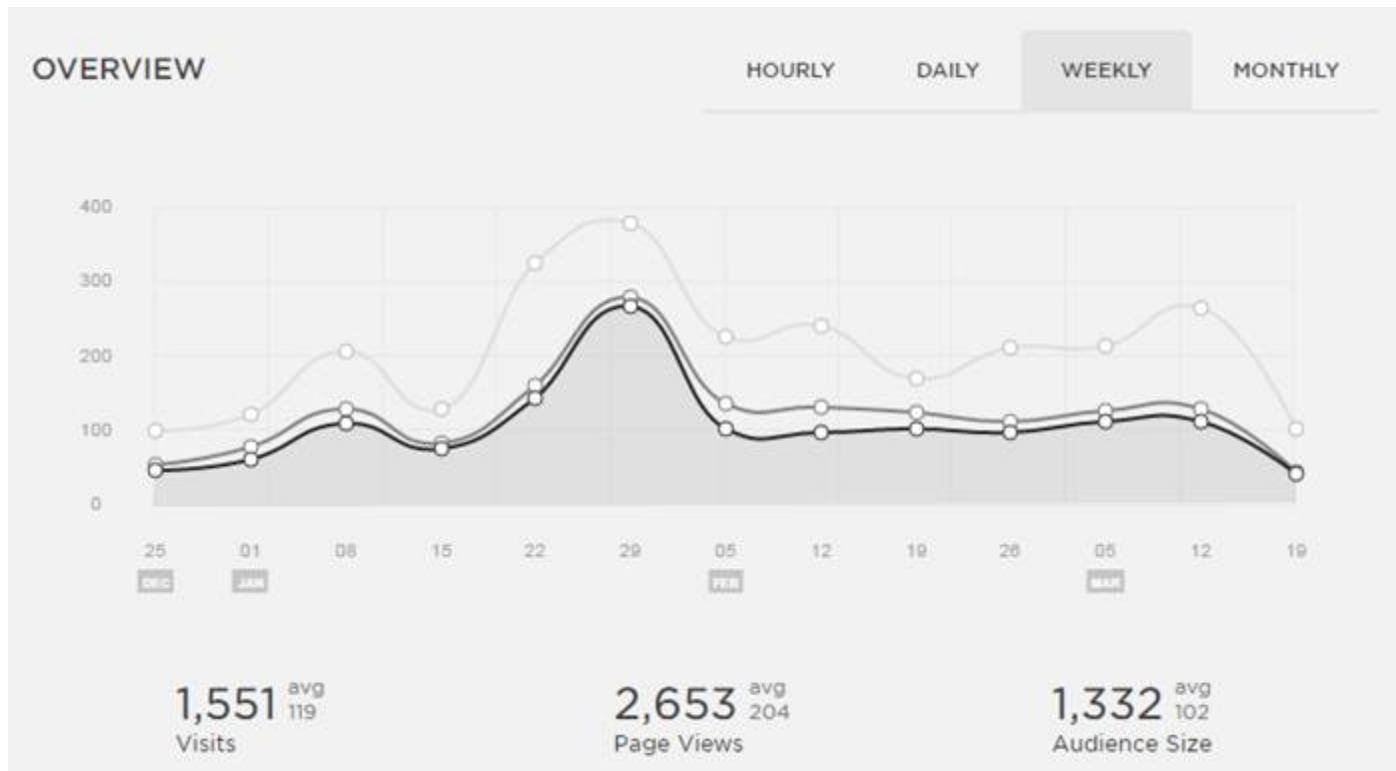 OVERVIEW HOURLY DAILY WEEKLY MONTHLY
400
300
200
100
0
25 01 08 15 22 29 05 12 19 26 05 12 19
DEC JAN FEB MAR
1,551 avg 119
Visits
2,653 avg 204
Page Views
1,332 avg 102
Audience Size